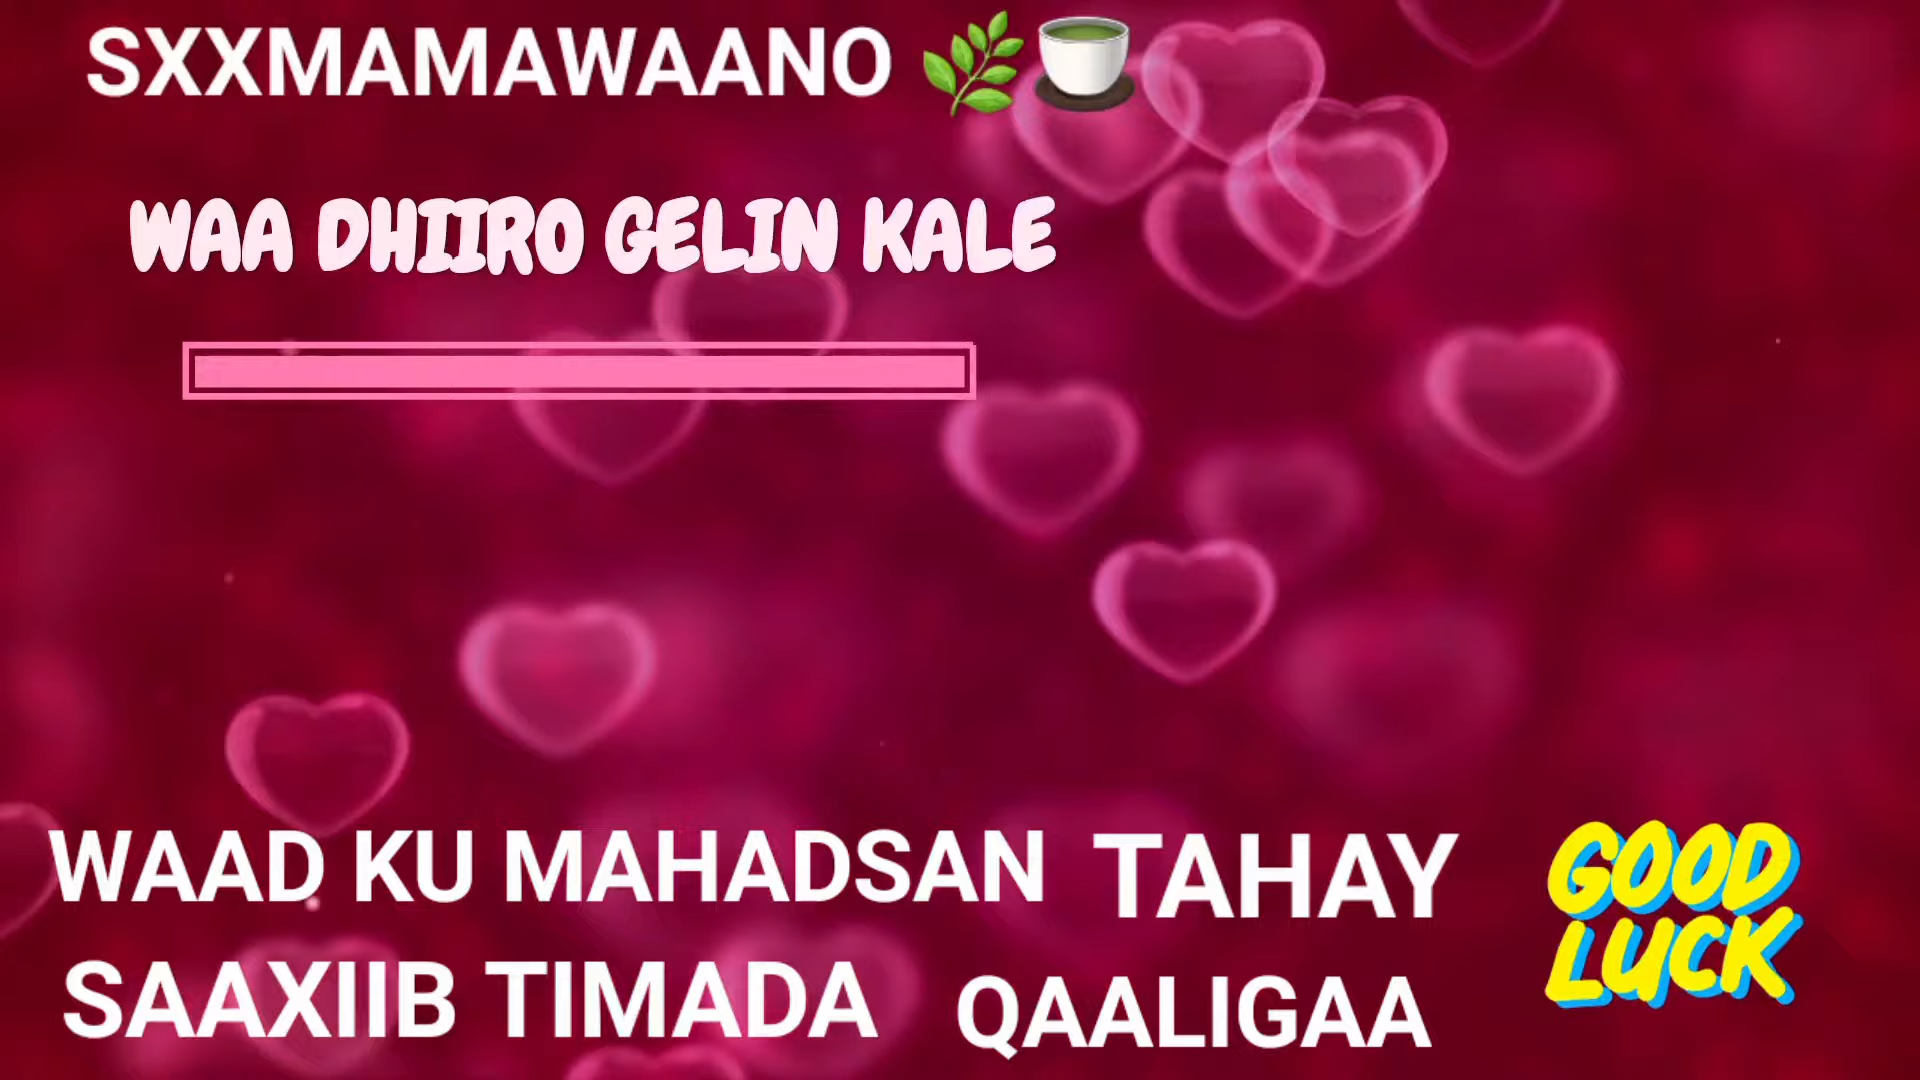 SXXMAMAWAANO 🌿🍵
WAA DHIIRO GELIN KALE
WAAD KU MAHADSAN TAHAY
SAAXIIB TIMADA QAALIGAA
GOOD
LUCK